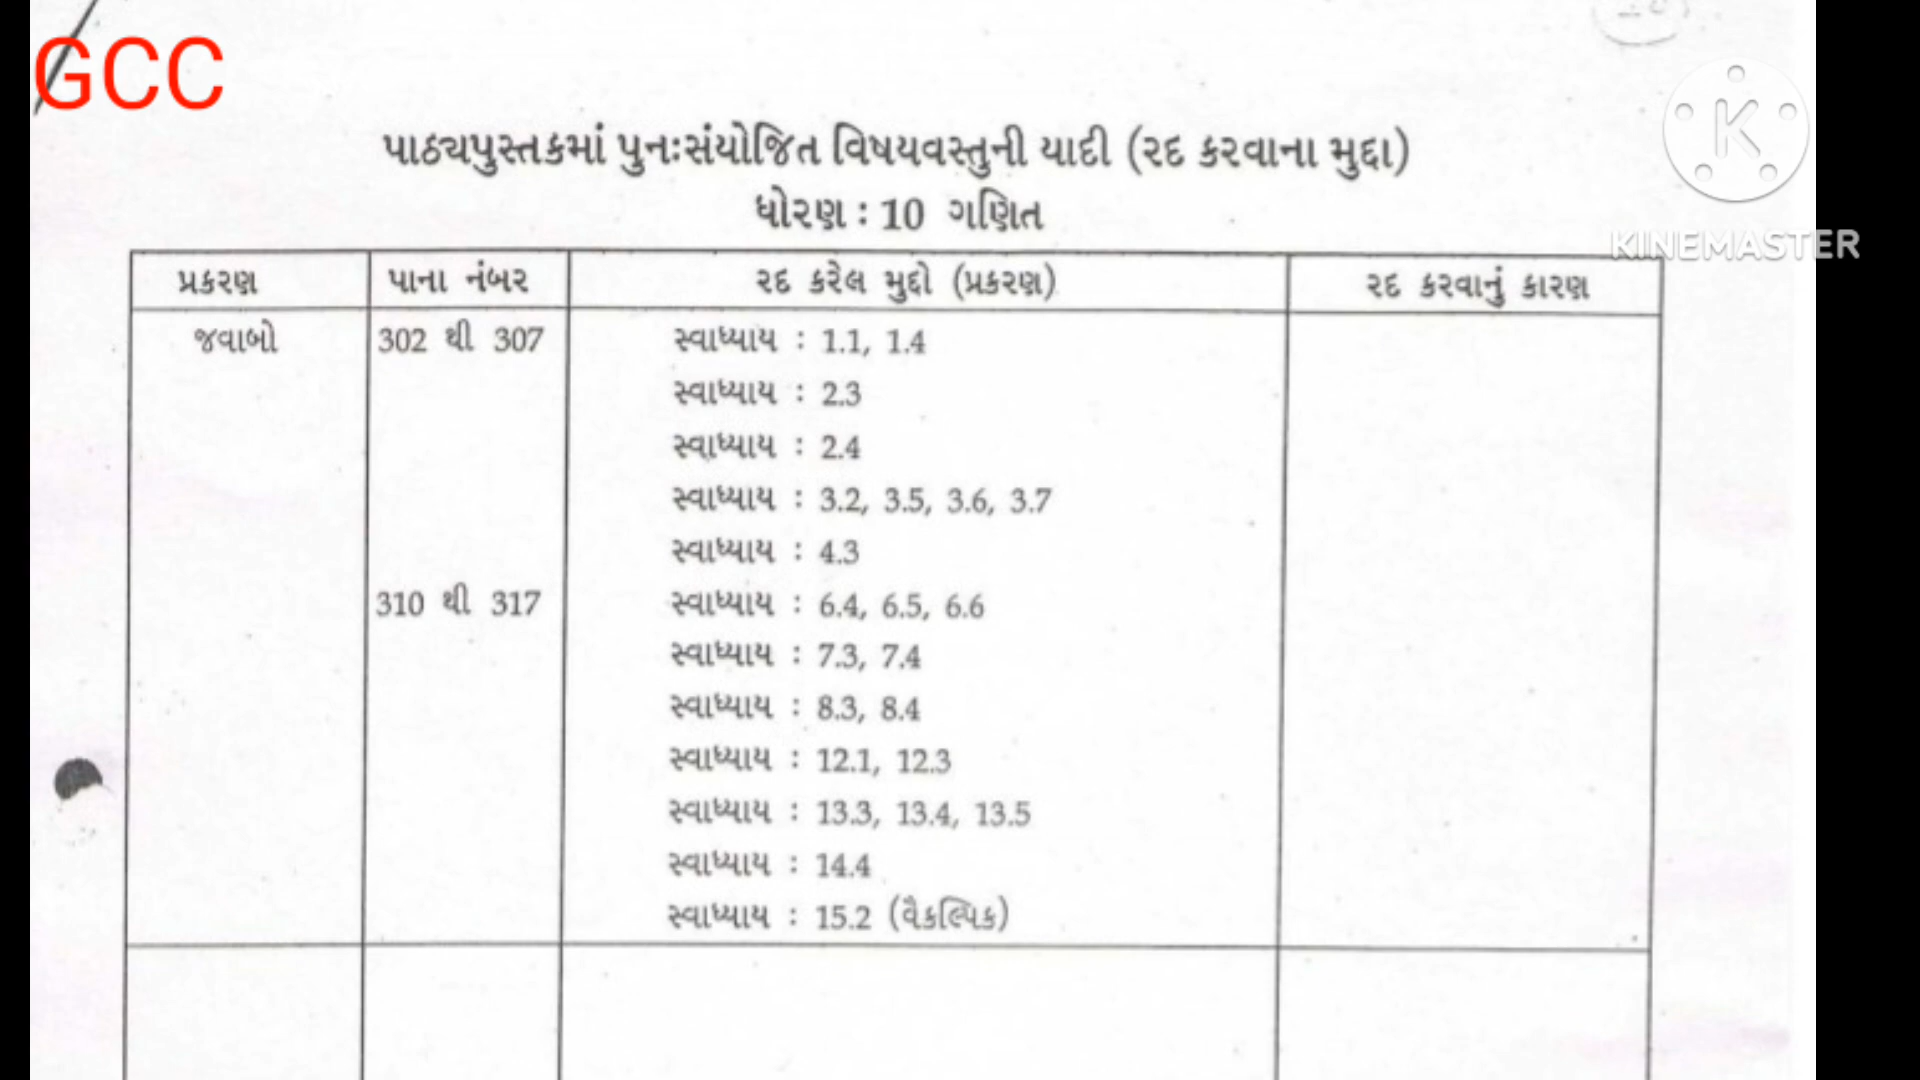 GCC
પાઠ્યપુસ્તકમાં પુનઃસંયોજિત વિષયવસ્તુની યાદી (રદ કરવાના મુદ્દા)
ધોરણ : 10 ગણિત
KINEMASTER
પ્રકરણ પાના નંબર રદ કરેલ મુદ્દો (પ્રકરણ) રદ કરવાનું કારણ
જવાબો 302 થી 307 સ્વાધ્યાય : 1.1, 1.4
સ્વાધ્યાય : 2.3
સ્વાધ્યાય : 2.4
સ્વાધ્યાય : 3.2, 3.5, 3.6, 3.7
સ્વાધ્યાય : 4.3
310 થી 317 સ્વાધ્યાય : 6.4, 6.5, 6.6
સ્વાધ્યાય : 7.3, 7.4
સ્વાધ્યાય : 8.3, 8.4
સ્વાધ્યાય : 12.1, 12.3
સ્વાધ્યાય : 13.3, 13.4, 13.5
સ્વાધ્યાય : 14.4
સ્વાધ્યાય : 15.2 (વૈકલ્પિક)